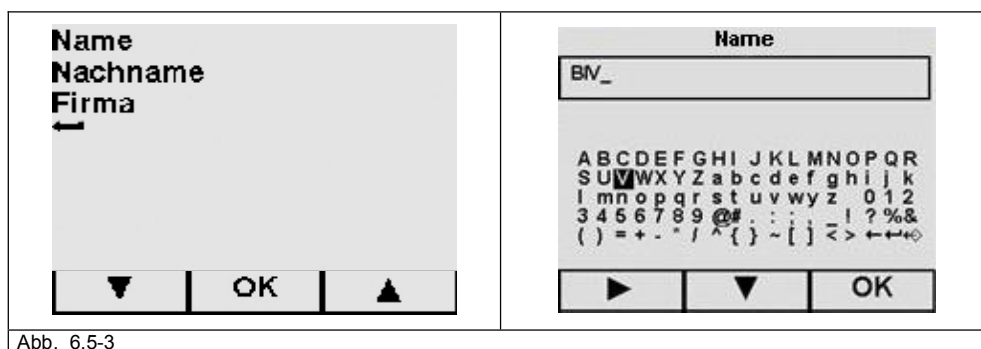 Name
Nachname
Firma
←
▼ OK ▲
Name
BIV_
A B C D E F G H I J K L M N O P Q R
S U V W X Y Z a b c d e f g h i j k
l m n o p q r s t u v w y z 0 1 2
3 4 5 6 7 8 9 @ # . : ; , _ ! ? % &
( ) = + - * / ^ { } ~ [ ] < > ← ↵
► ▼ OK
Abb. 6.5-3